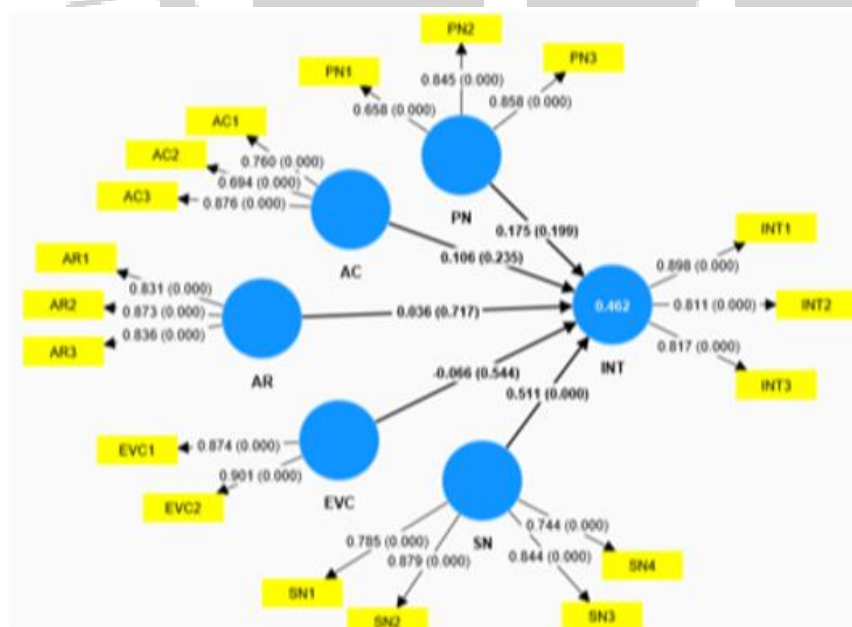 PN2
PN1
PN3
0.845 (0.000)
0.658 (0.000)
0.858 (0.000)
PN
AC1
AC2
AC3
0.760 (0.000)
0.694 (0.000)
0.876 (0.000)
AC
0.175 (0.199)
0.106 (0.235)
AR1
AR2
AR3
0.831 (0.000)
0.873 (0.000)
0.836 (0.000)
AR
0.036 (0.717)
0.462
INT
0.898 (0.000)
0.811 (0.000)
0.817 (0.000)
INT1
INT2
INT3
-0.066 (0.544)
0.511 (0.000)
EVC1
EVC2
0.874 (0.000)
0.901 (0.000)
EVC
SN
0.785 (0.000)
0.879 (0.000)
0.844 (0.000)
0.744 (0.000)
SN1
SN2
SN3
SN4